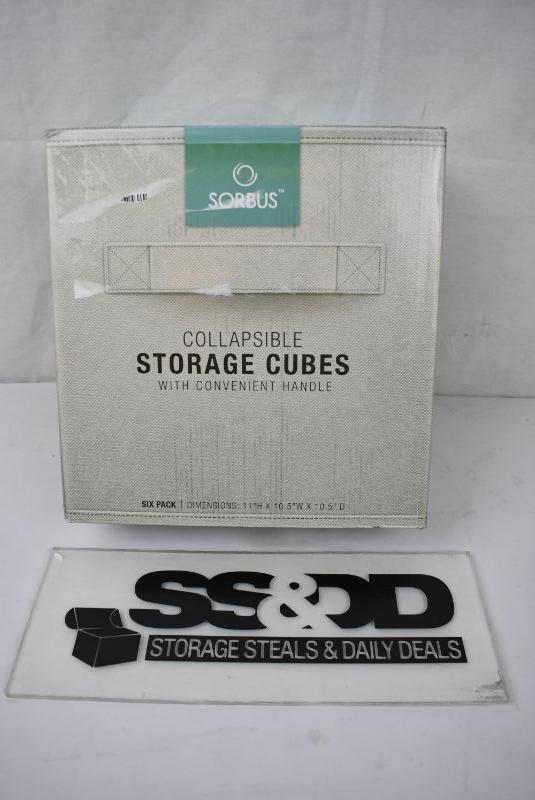 SORBUS™
COLLAPSIBLE
STORAGE CUBES
WITH CONVENIENT HANDLE
SIX PACK | DIMENSIONS: 11"H X 10.5"W X 10.5" D
SS&DD
STORAGE STEALS & DAILY DEALS